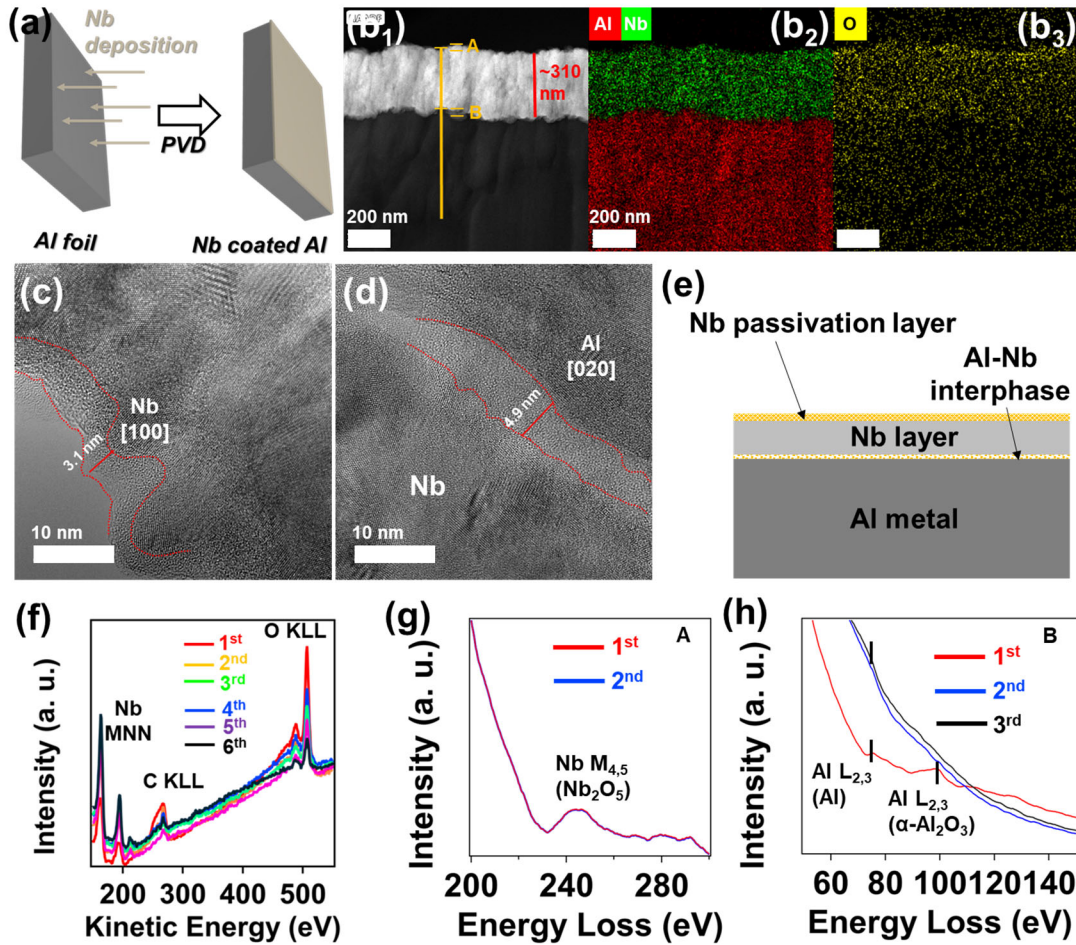 (a)
Nb
deposition
PVD
Al foil
Nb coated Al
(b1)
A
B
~310
nm
200 nm
Al Nb
(b2)
200 nm
O
(b3)
(c)
Nb
[100]
3.1 nm
10 nm
(d)
Al
[020]
4.9 nm
Nb
10 nm
(e)
Nb passivation layer
Al-Nb
interphase
Nb layer
Al metal
(f)
O KLL
1st
2nd
3rd
4th
5th
6th
Nb
MNN
C KLL
Intensity (a. u.)
200 300 400 500
Kinetic Energy (eV)
(g)
A
1st
2nd
Nb M4,5
(Nb2O5)
Intensity (a. u.)
200 240 280
Energy Loss (eV)
(h)
B
1st
2nd
3rd
Al L2,3
(Al)
Al L2,3
(α-Al2O3)
Intensity (a. u.)
60 80 100 120 140
Energy Loss (eV)